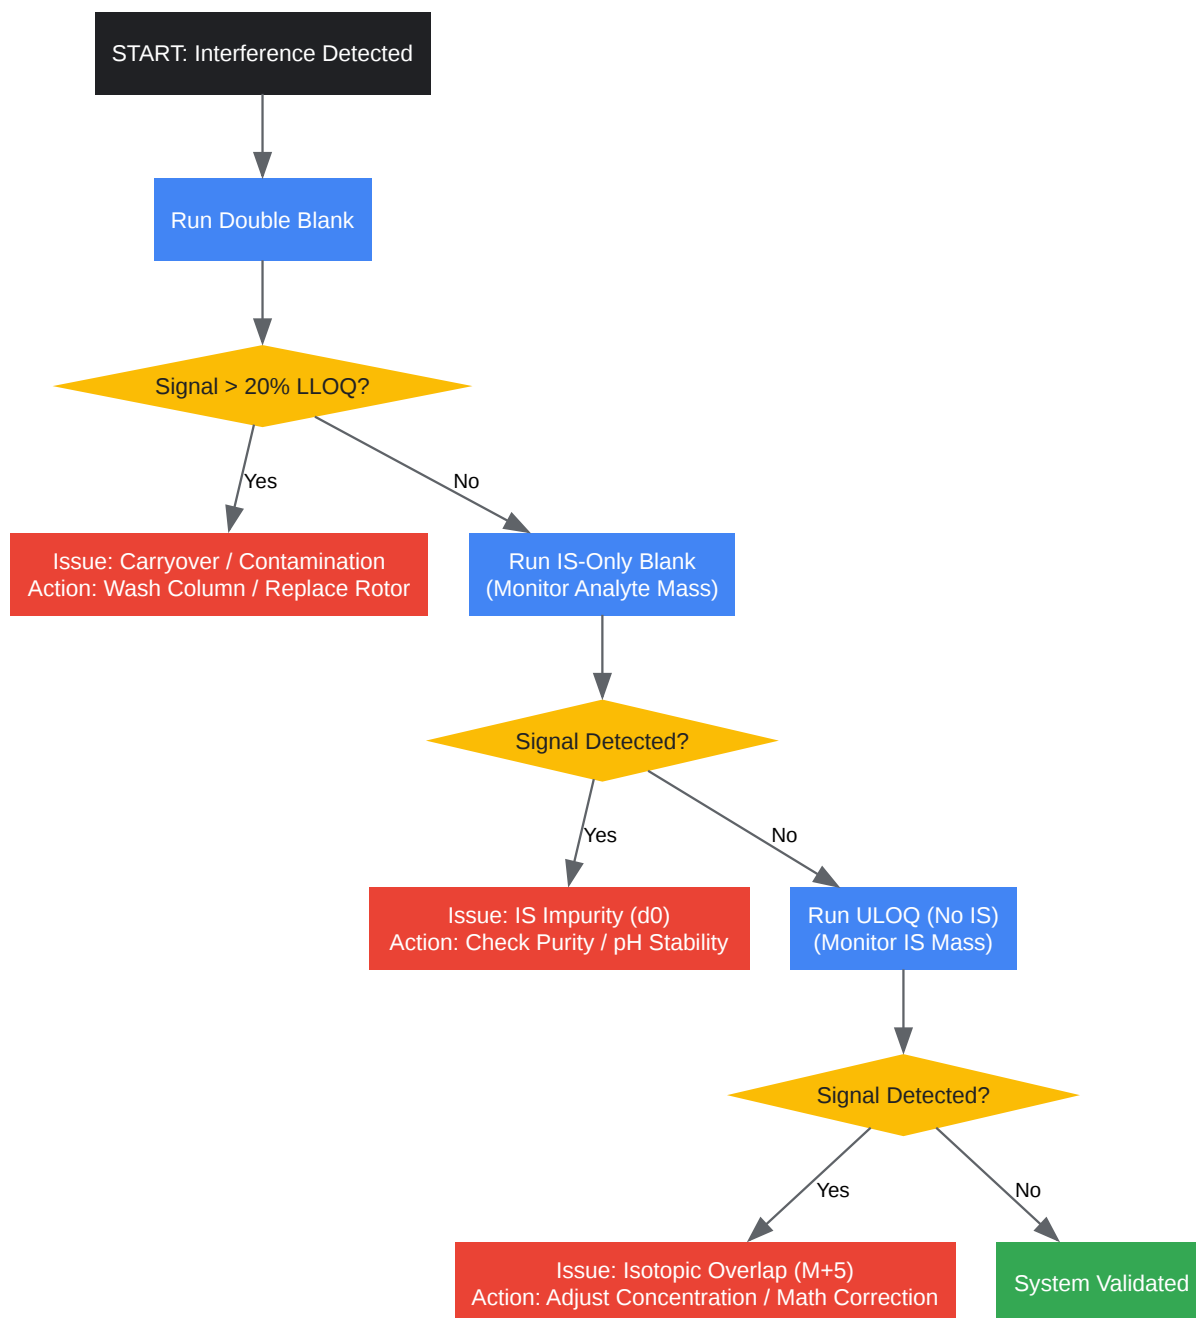 START: Interference Detected
Run Double Blank
Signal > 20% LLOQ?
Yes
No
Issue: Carryover / Contamination
Action: Wash Column / Replace Rotor
Run IS-Only Blank
(Monitor Analyte Mass)
Signal Detected?
Yes
No
Issue: IS Impurity (d0)
Action: Check Purity / pH Stability
Run ULOQ (No IS)
(Monitor IS Mass)
Signal Detected?
Yes
No
Issue: Isotopic Overlap (M+5)
Action: Adjust Concentration / Math Correction
System Validated